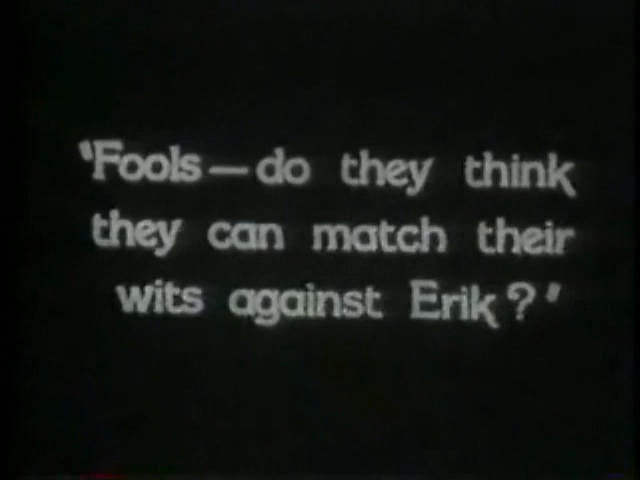 "Fools—do they think
they can match their
wits against Erik?"